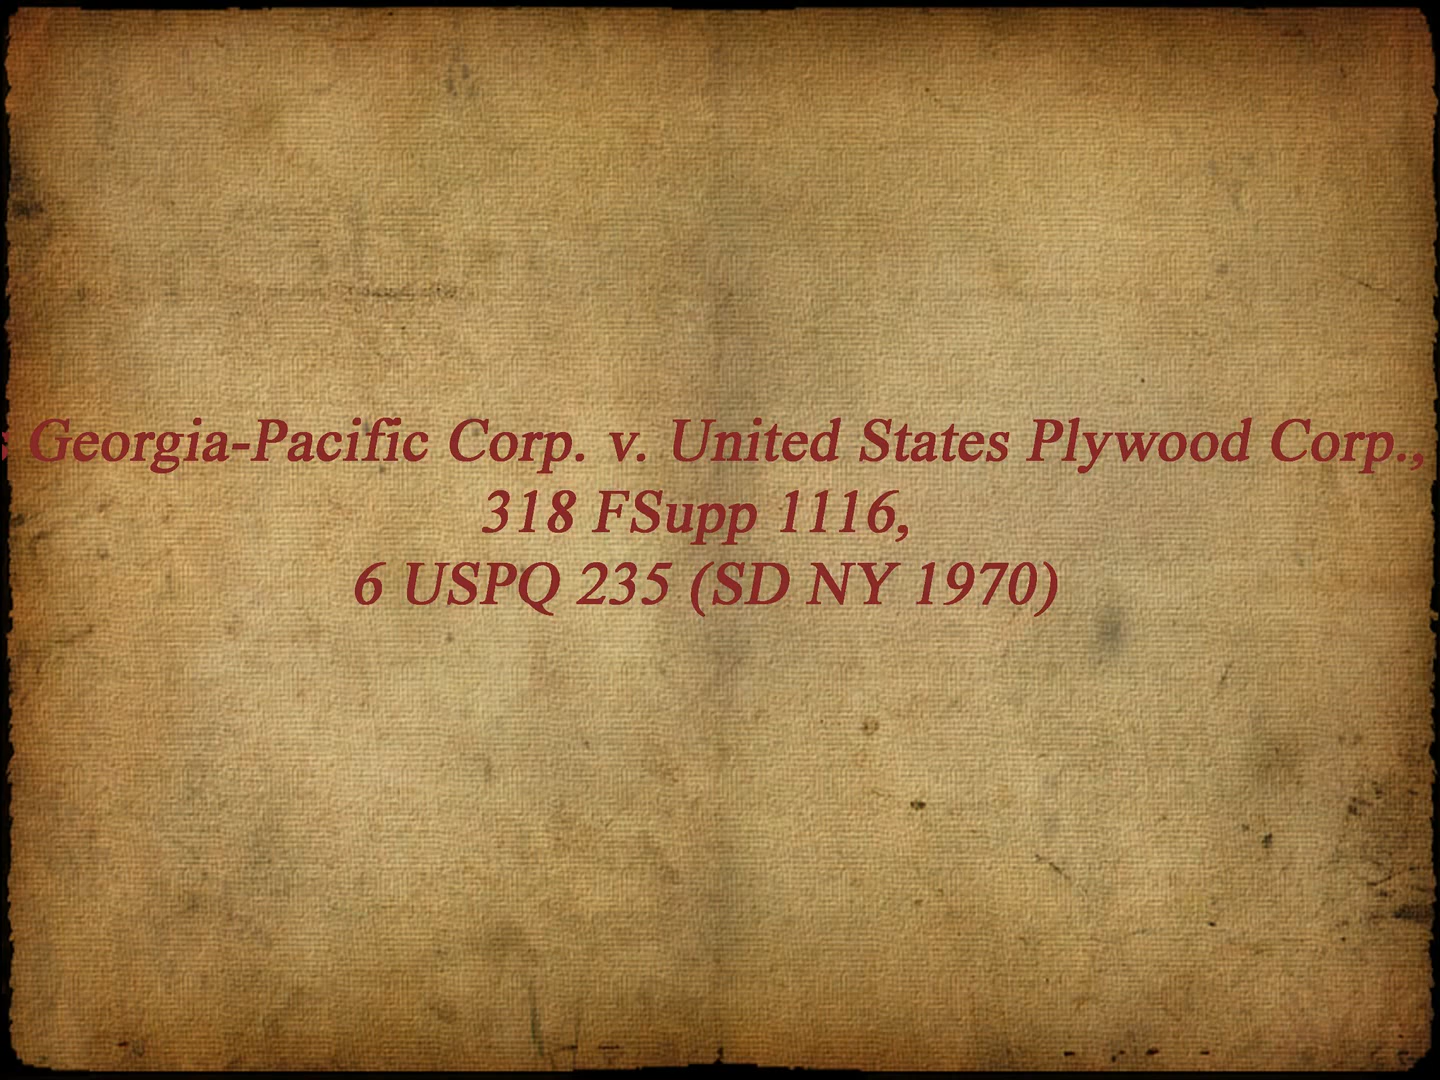 : Georgia-Pacific Corp. v. United States Plywood Corp.,
318 FSupp 1116,
6 USPQ 235 (SD NY 1970)